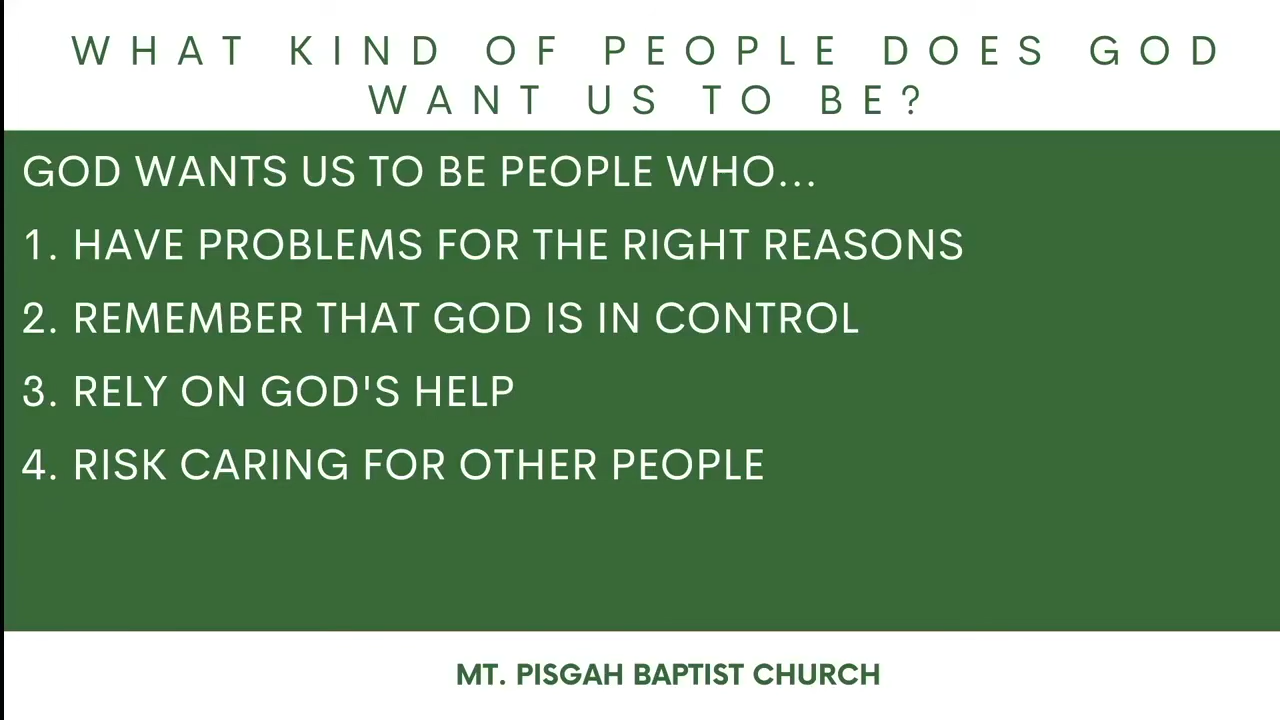 WHAT KIND OF PEOPLE DOES GOD
WANT US TO BE?
GOD WANTS US TO BE PEOPLE WHO...
1. HAVE PROBLEMS FOR THE RIGHT REASONS
2. REMEMBER THAT GOD IS IN CONTROL
3. RELY ON GOD'S HELP
4. RISK CARING FOR OTHER PEOPLE
MT. PISGAH BAPTIST CHURCH